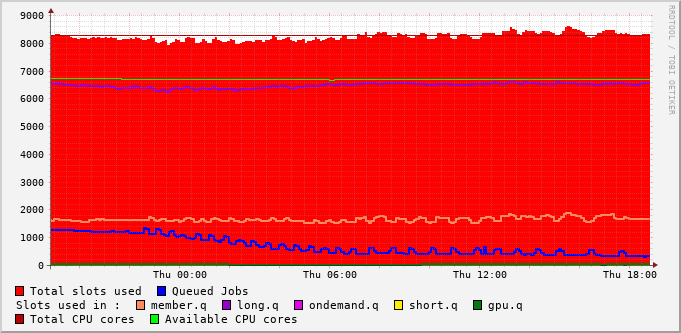 9000
8000
7000
6000
5000
4000
3000
2000
1000
0
Thu 00:00 Thu 06:00 Thu 12:00 Thu 18:00
RRDTOOL / TOBI OETIKER
Total slots used Queued Jobs
Slots used in : member.q long.q ondemand.q short.q gpu.q
Total CPU cores Available CPU cores